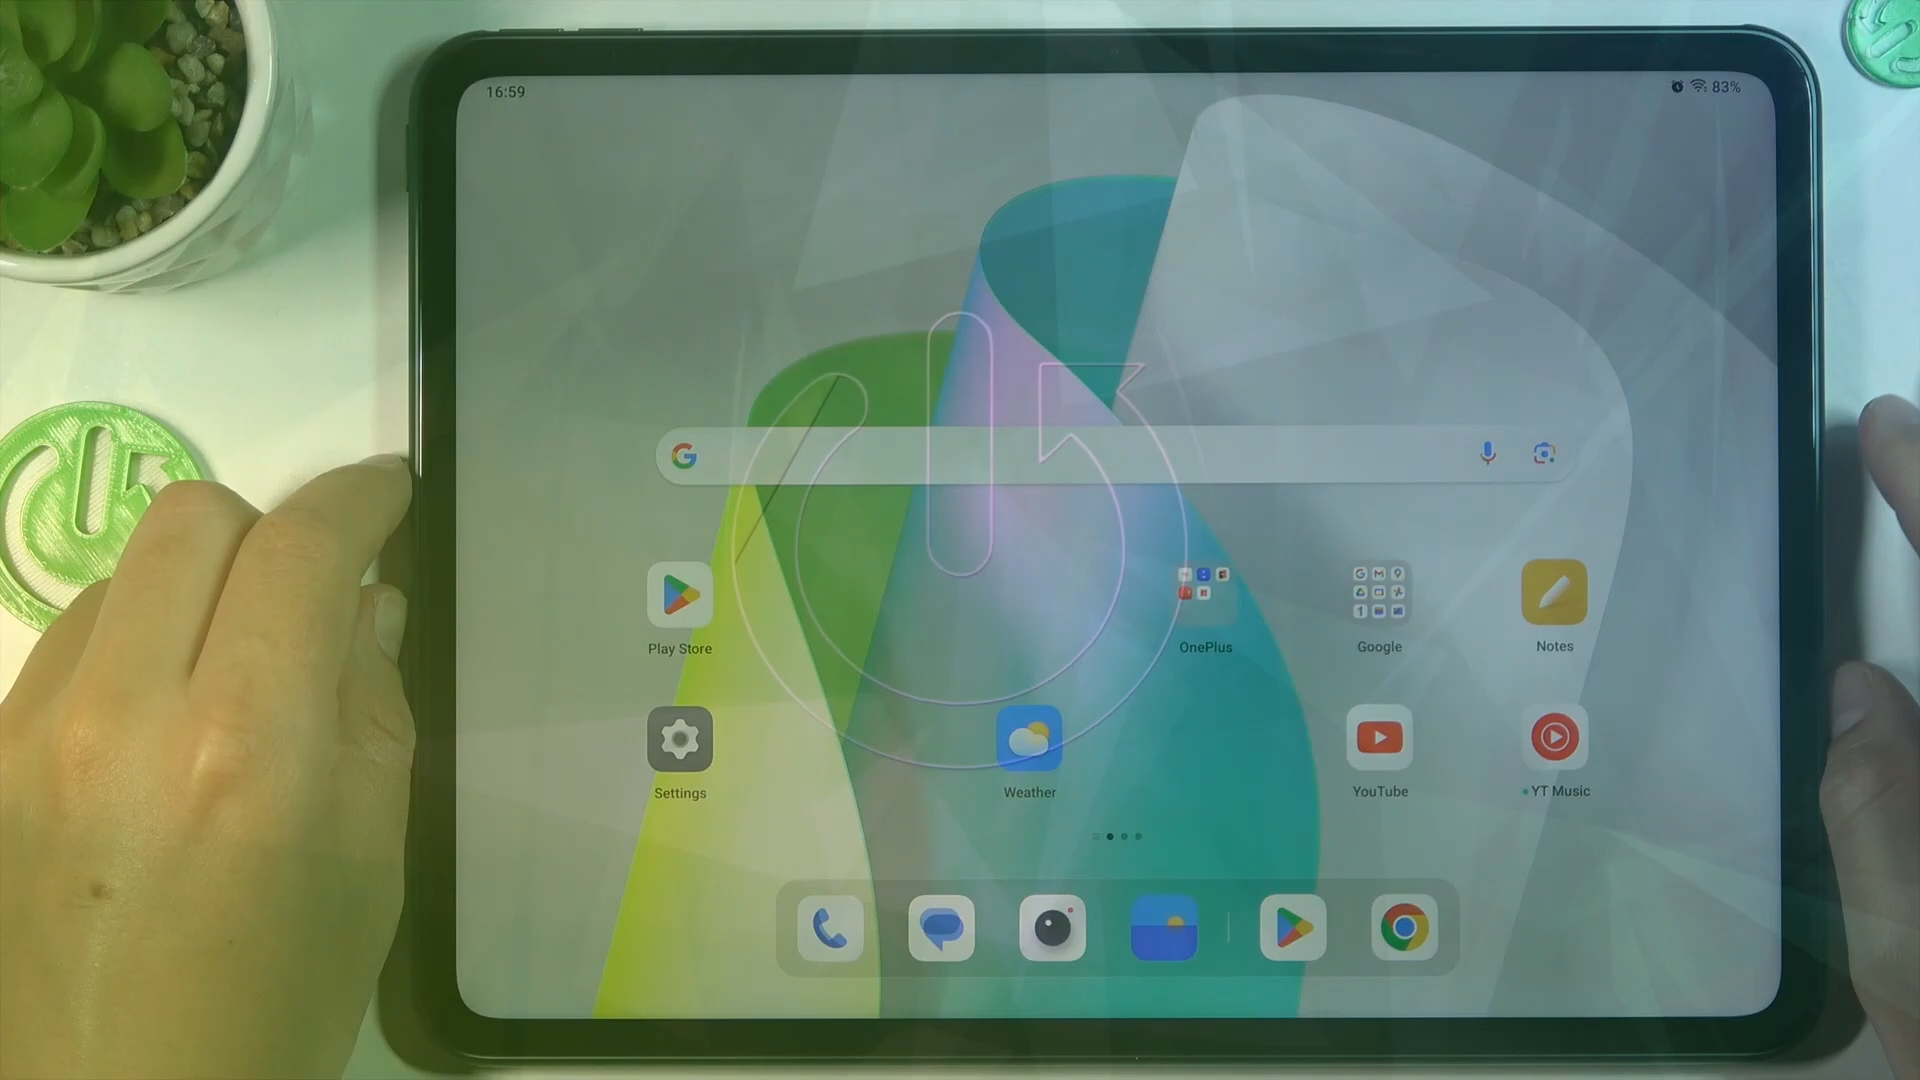 16:59
83%
Play Store
OnePlus
Google
Notes
Settings
Weather
YouTube
YT Music